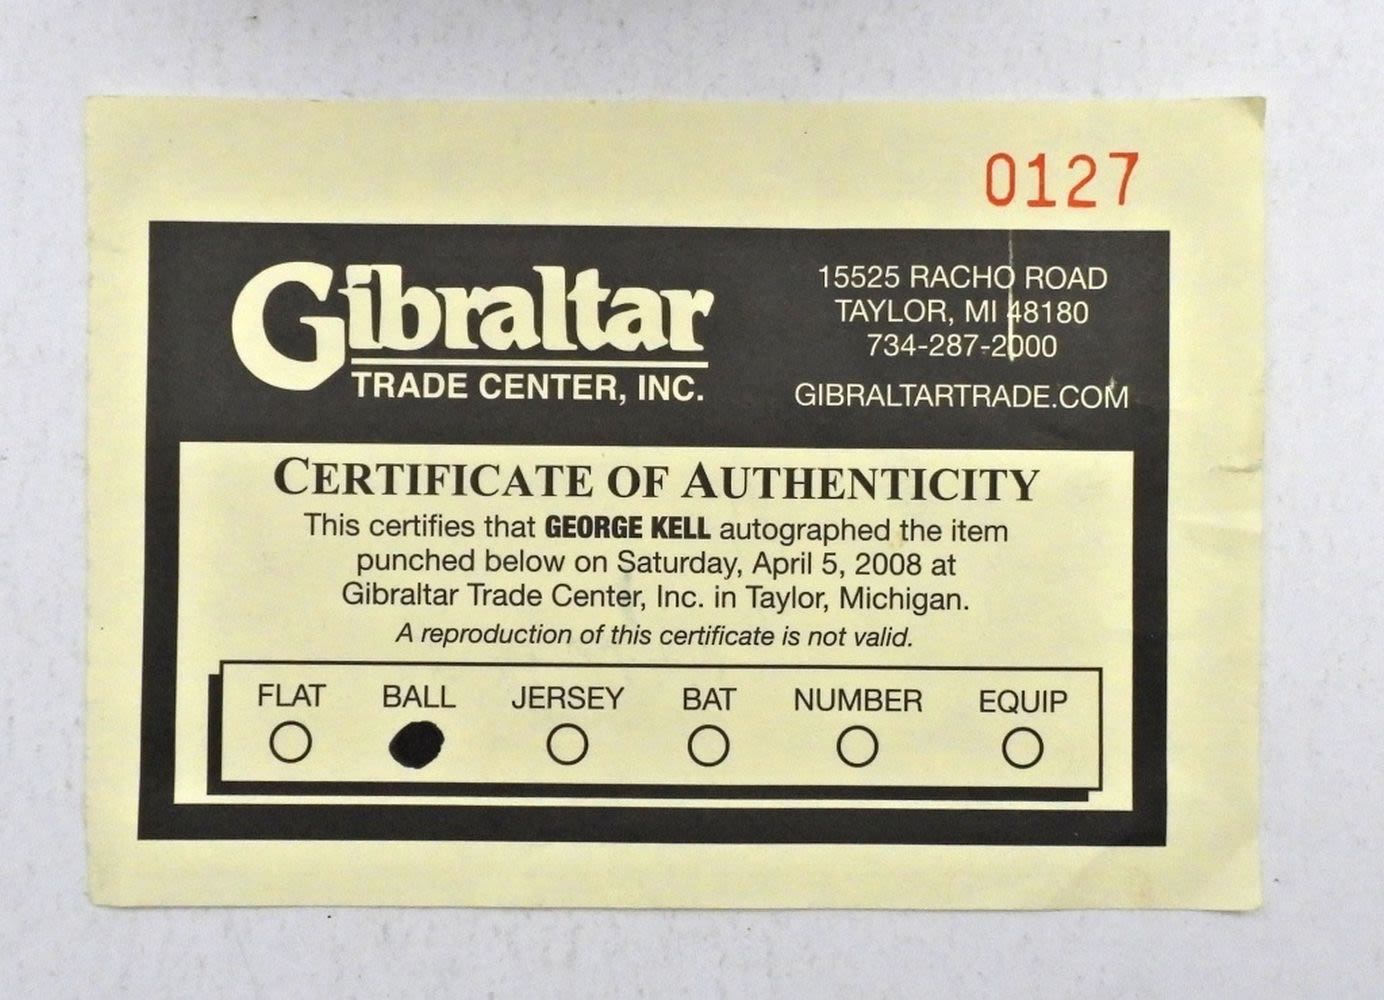 0127
Gibraltar
TRADE CENTER, INC.
15525 RACHO ROAD
TAYLOR, MI 48180
734-287-2000
GIBRALTARTRADE.COM
CERTIFICATE OF AUTHENTICITY
This certifies that GEORGE KELL autographed the item
punched below on Saturday, April 5, 2008 at
Gibraltar Trade Center, Inc. in Taylor, Michigan.
A reproduction of this certificate is not valid.
FLAT BALL JERSEY BAT NUMBER EQUIP